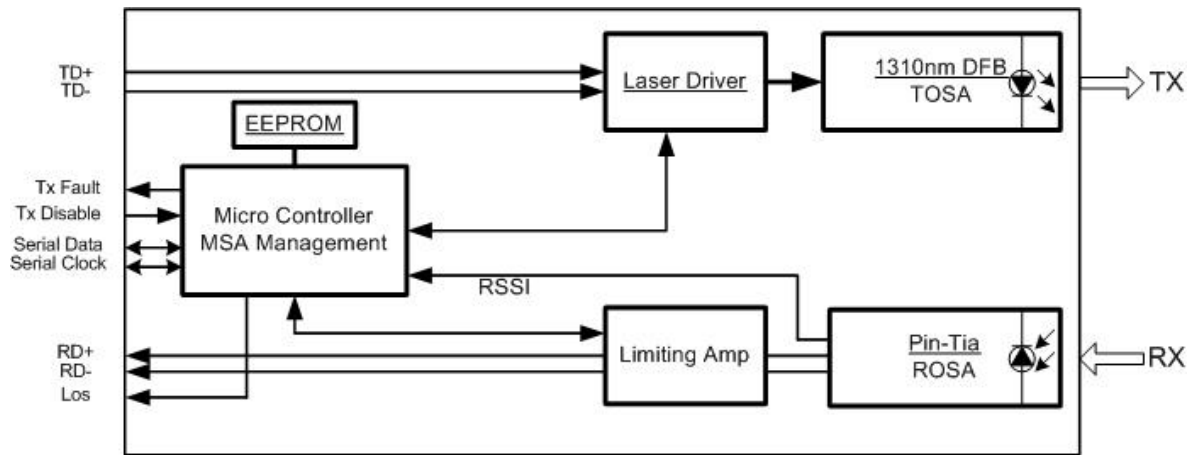 TD+
TD-
Laser Driver
1310nm DFB
TOSA
TX
EEPROM
Tx Fault
Tx Disable
Serial Data
Serial Clock
Micro Controller
MSA Management
RSSI
RD+
RD-
Los
Limiting Amp
Pin-Tia
ROSA
RX